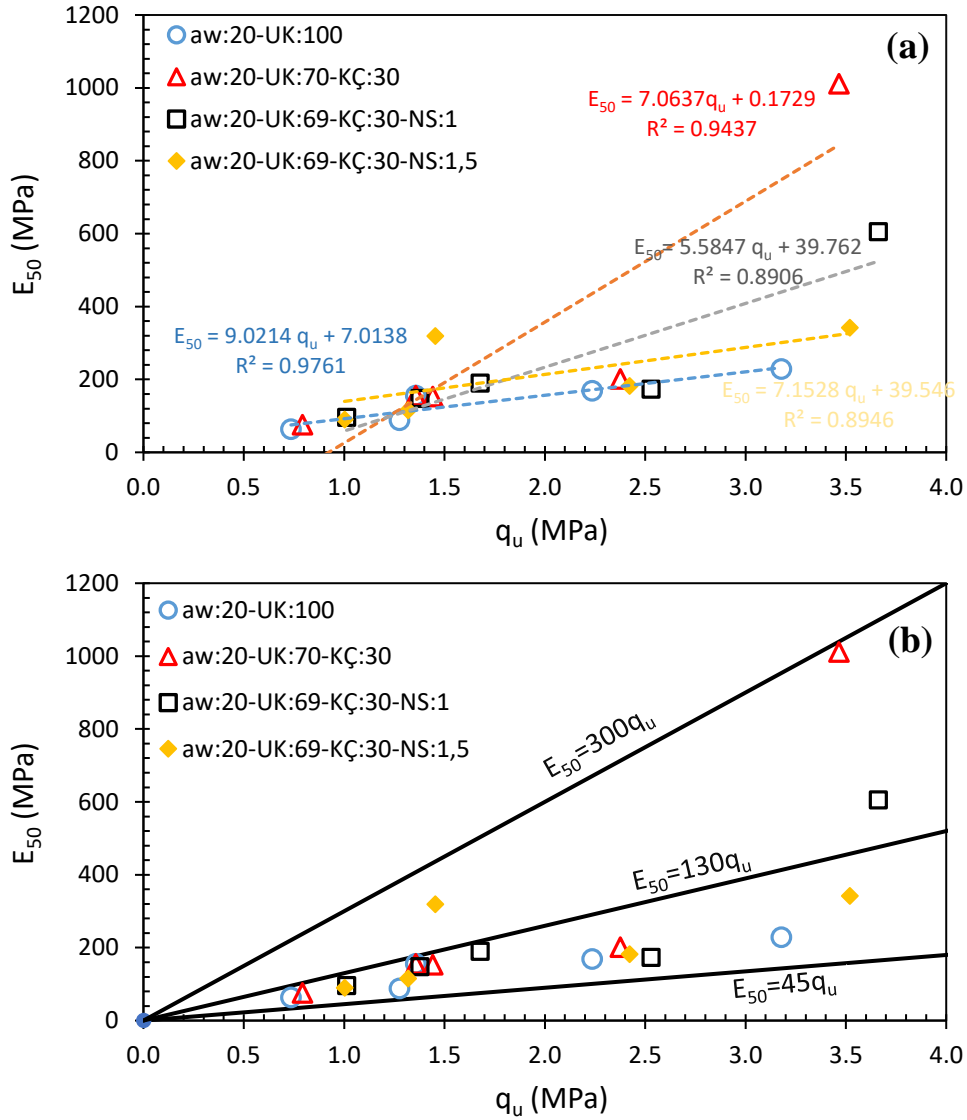 1200
1000
800
600
400
200
0
E50 (MPa)
aw:20-UK:100
aw:20-UK:70-KÇ:30
aw:20-UK:69-KÇ:30-NS:1
aw:20-UK:69-KÇ:30-NS:1,5
(a)
E50 = 7.0637qu + 0.1729
R² = 0.9437
E50= 5.5847 qu + 39.762
R² = 0.8906
E50 = 9.0214 qu + 7.0138
R² = 0.9761
E50 = 7.1528 qu + 39.546
R² = 0.8946
0.0 0.5 1.0 1.5 2.0 2.5 3.0 3.5 4.0
qu (MPa)
1200
1000
800
600
400
200
0
E50 (MPa)
aw:20-UK:100
aw:20-UK:70-KÇ:30
aw:20-UK:69-KÇ:30-NS:1
aw:20-UK:69-KÇ:30-NS:1,5
(b)
E50=300qu
E50=130qu
E50=45qu
0.0 0.5 1.0 1.5 2.0 2.5 3.0 3.5 4.0
qu (MPa)